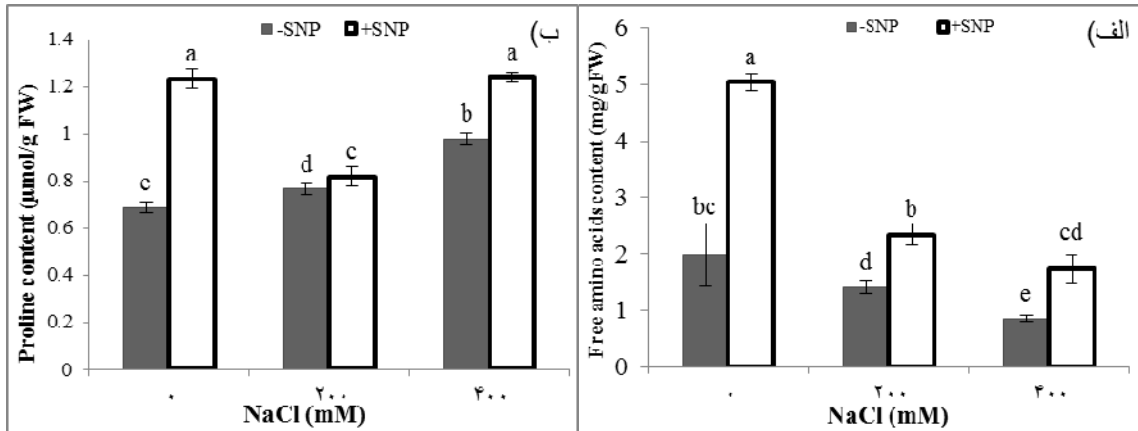 -SNP +SNP
ب)
Proline content (µmol/g FW)
1.4
1.2
1
0.8
0.6
0.4
0.2
0
c
a
d
c
b
a
۰
۲۰۰
۴۰۰
NaCl (mM)
-SNP +SNP
الف)
Free amino acids content (mg/gFW)
6
5
4
3
2
1
0
bc
a
d
b
e
cd
۰
۲۰۰
۴۰۰
NaCl (mM)